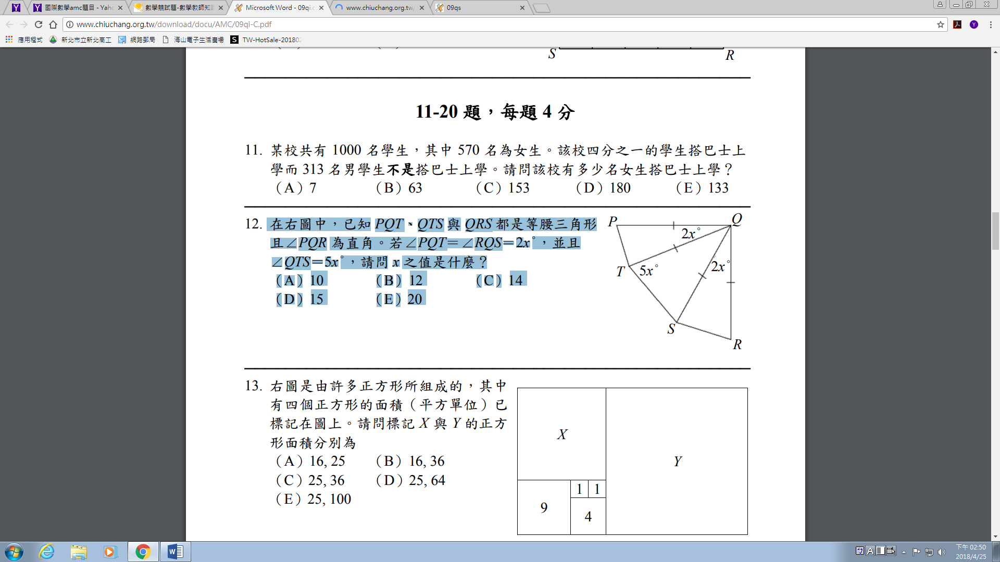 國際數學amc題目 - Yah
數學競試題-數學教師知
Microsoft Word - 09qi.
www.chiuchang.org.tw
09qs
www.chiuchang.org.tw/download/docu/AMC/09qi-C.pdf
應用程式
新北市立新北高工
網路郵局
海山電子生活廣場
TW-HotSale-20180
S
R
11-20 題，每題 4 分
11. 某校共有 1000 名學生，其中 570 名為女生。該校四分之一的學生搭巴士上
學而 313 名男學生不是搭巴士上學。請問該校有多少名女生搭巴士上學？
（A）7 （B）63 （C）153 （D）180 （E）133
12. 在右圖中，已知 PQT、QTS 與 QRS 都是等腰三角形
且∠PQR 為直角。若∠PQT＝∠RQS＝2x°，並且
∠QTS＝5x°，請問 x 之值是什麼？
（A）10 （B）12 （C）14
（D）15 （E）20
P
Q
2x°
T
5x°
2x°
S
R
13. 右圖是由許多正方形所組成的，其中
有四個正方形的面積（平方單位）已
標記在圖上。請問標記 X 與 Y 的正方
形面積分別為
（A）16, 25 （B）16, 36
（C）25, 36 （D）25, 64
（E）25, 100
X
Y
1 1
9
4
下午 02:50
2018/4/25